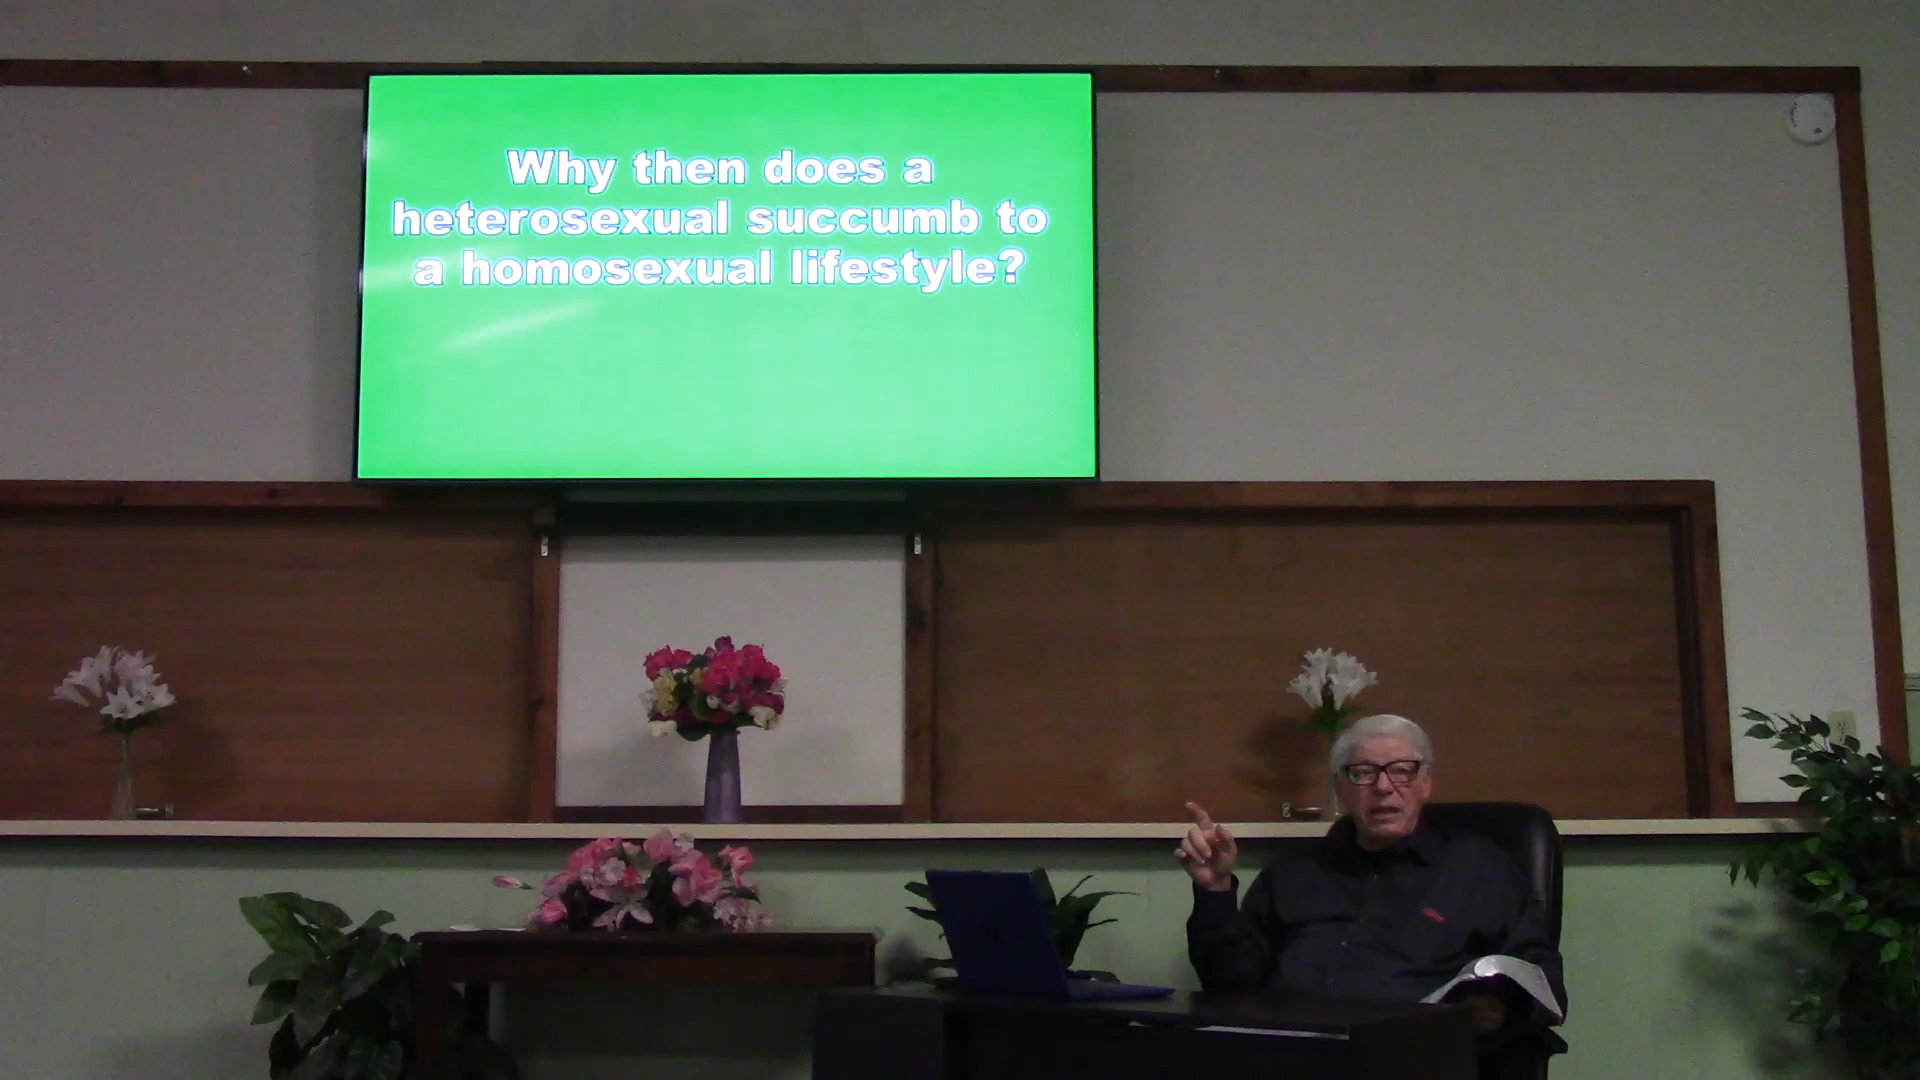 Why then does a
heterosexual succumb to
a homosexual lifestyle?